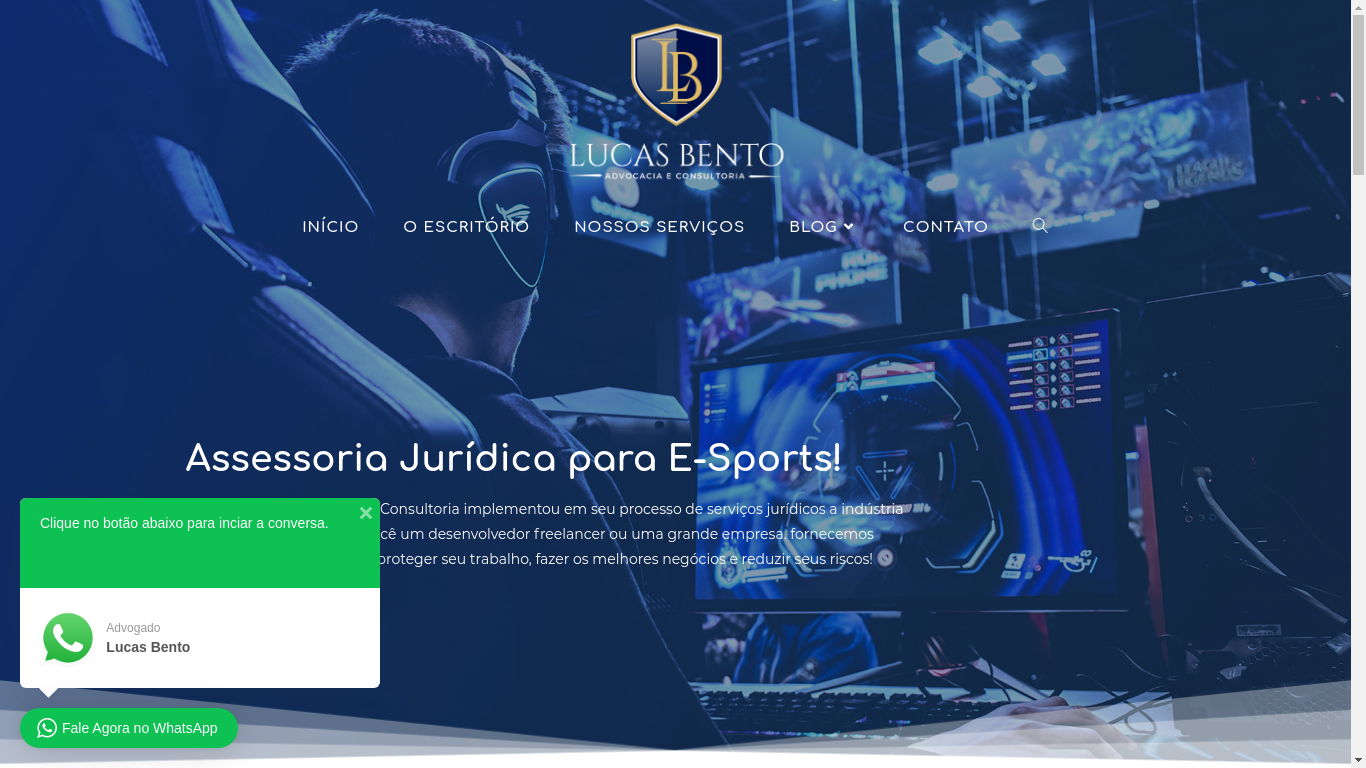 LB
LUCAS BENTO
ADVOCACIA E CONSULTORIA
INÍCIO O ESCRITÓRIO NOSSOS SERVIÇOS BLOG CONTATO
Assessoria Jurídica para E-Sports!
Consultoria implementou em seu processo de serviços jurídicos a indústria
cê um desenvolvedor freelancer ou uma grande empresa, fornecemos
proteger seu trabalho, fazer os melhores negócios e reduzir seus riscos!
Clique no botão abaixo para inciar a conversa.
Advogado
Lucas Bento
Fale Agora no WhatsApp